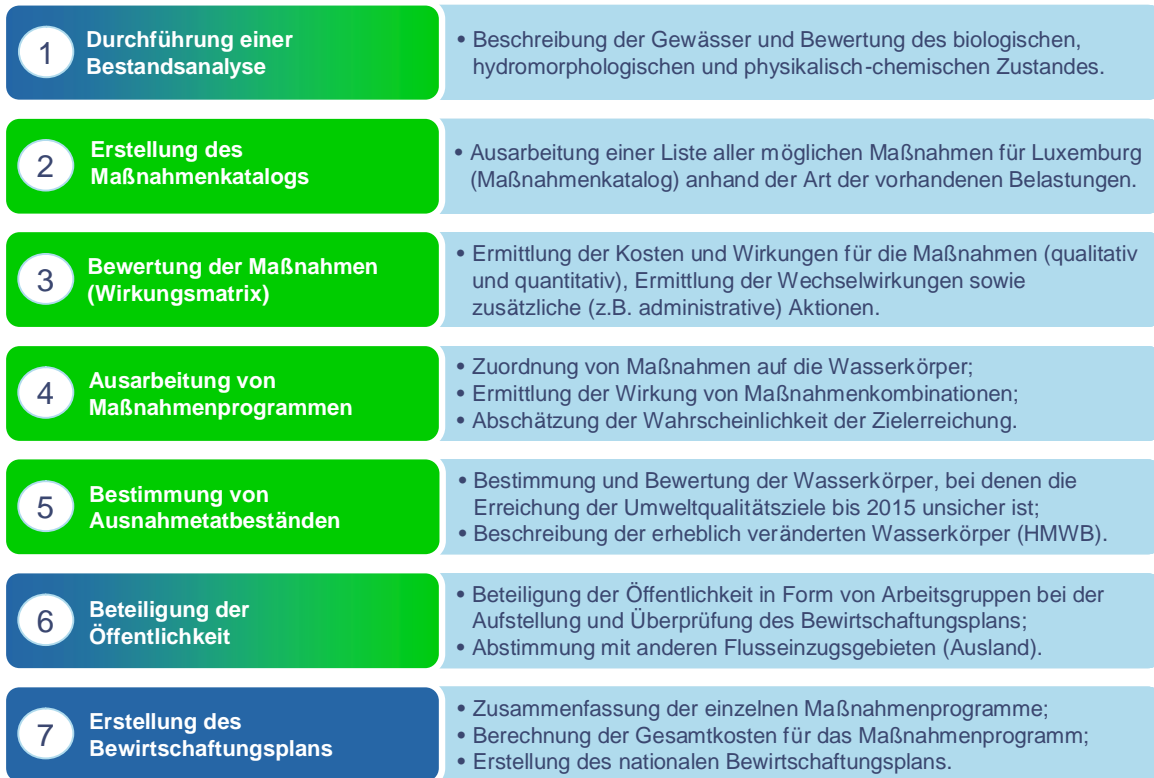 1
Durchführung einer
Bestandsanalyse
• Beschreibung der Gewässer und Bewertung des biologischen,
hydromorphologischen und physikalisch-chemischen Zustandes.
2
Erstellung des
Maßnahmenkatalogs
• Ausarbeitung einer Liste aller möglichen Maßnahmen für Luxemburg
(Maßnahmenkatalog) anhand der Art der vorhandenen Belastungen.
3
Bewertung der Maßnahmen
(Wirkungsmatrix)
• Ermittlung der Kosten und Wirkungen für die Maßnahmen (qualitativ
und quantitativ), Ermittlung der Wechselwirkungen sowie
zusätzliche (z.B. administrative) Aktionen.
4
Ausarbeitung von
Maßnahmenprogrammen
• Zuordnung von Maßnahmen auf die Wasserkörper;
• Ermittlung der Wirkung von Maßnahmenkombinationen;
• Abschätzung der Wahrscheinlichkeit der Zielerreichung.
5
Bestimmung von
Ausnahmetatbeständen
• Bestimmung und Bewertung der Wasserkörper, bei denen die
Erreichung der Umweltqualitätsziele bis 2015 unsicher ist;
• Beschreibung der erheblich veränderten Wasserkörper (HMWB).
6
Beteiligung der
Öffentlichkeit
• Beteiligung der Öffentlichkeit in Form von Arbeitsgruppen bei der
Aufstellung und Überprüfung des Bewirtschaftungsplans;
• Abstimmung mit anderen Flusseinzugsgebieten (Ausland).
7
Erstellung des
Bewirtschaftungsplans
• Zusammenfassung der einzelnen Maßnahmenprogramme;
• Berechnung der Gesamtkosten für das Maßnahmenprogramm;
• Erstellung des nationalen Bewirtschaftungsplans.